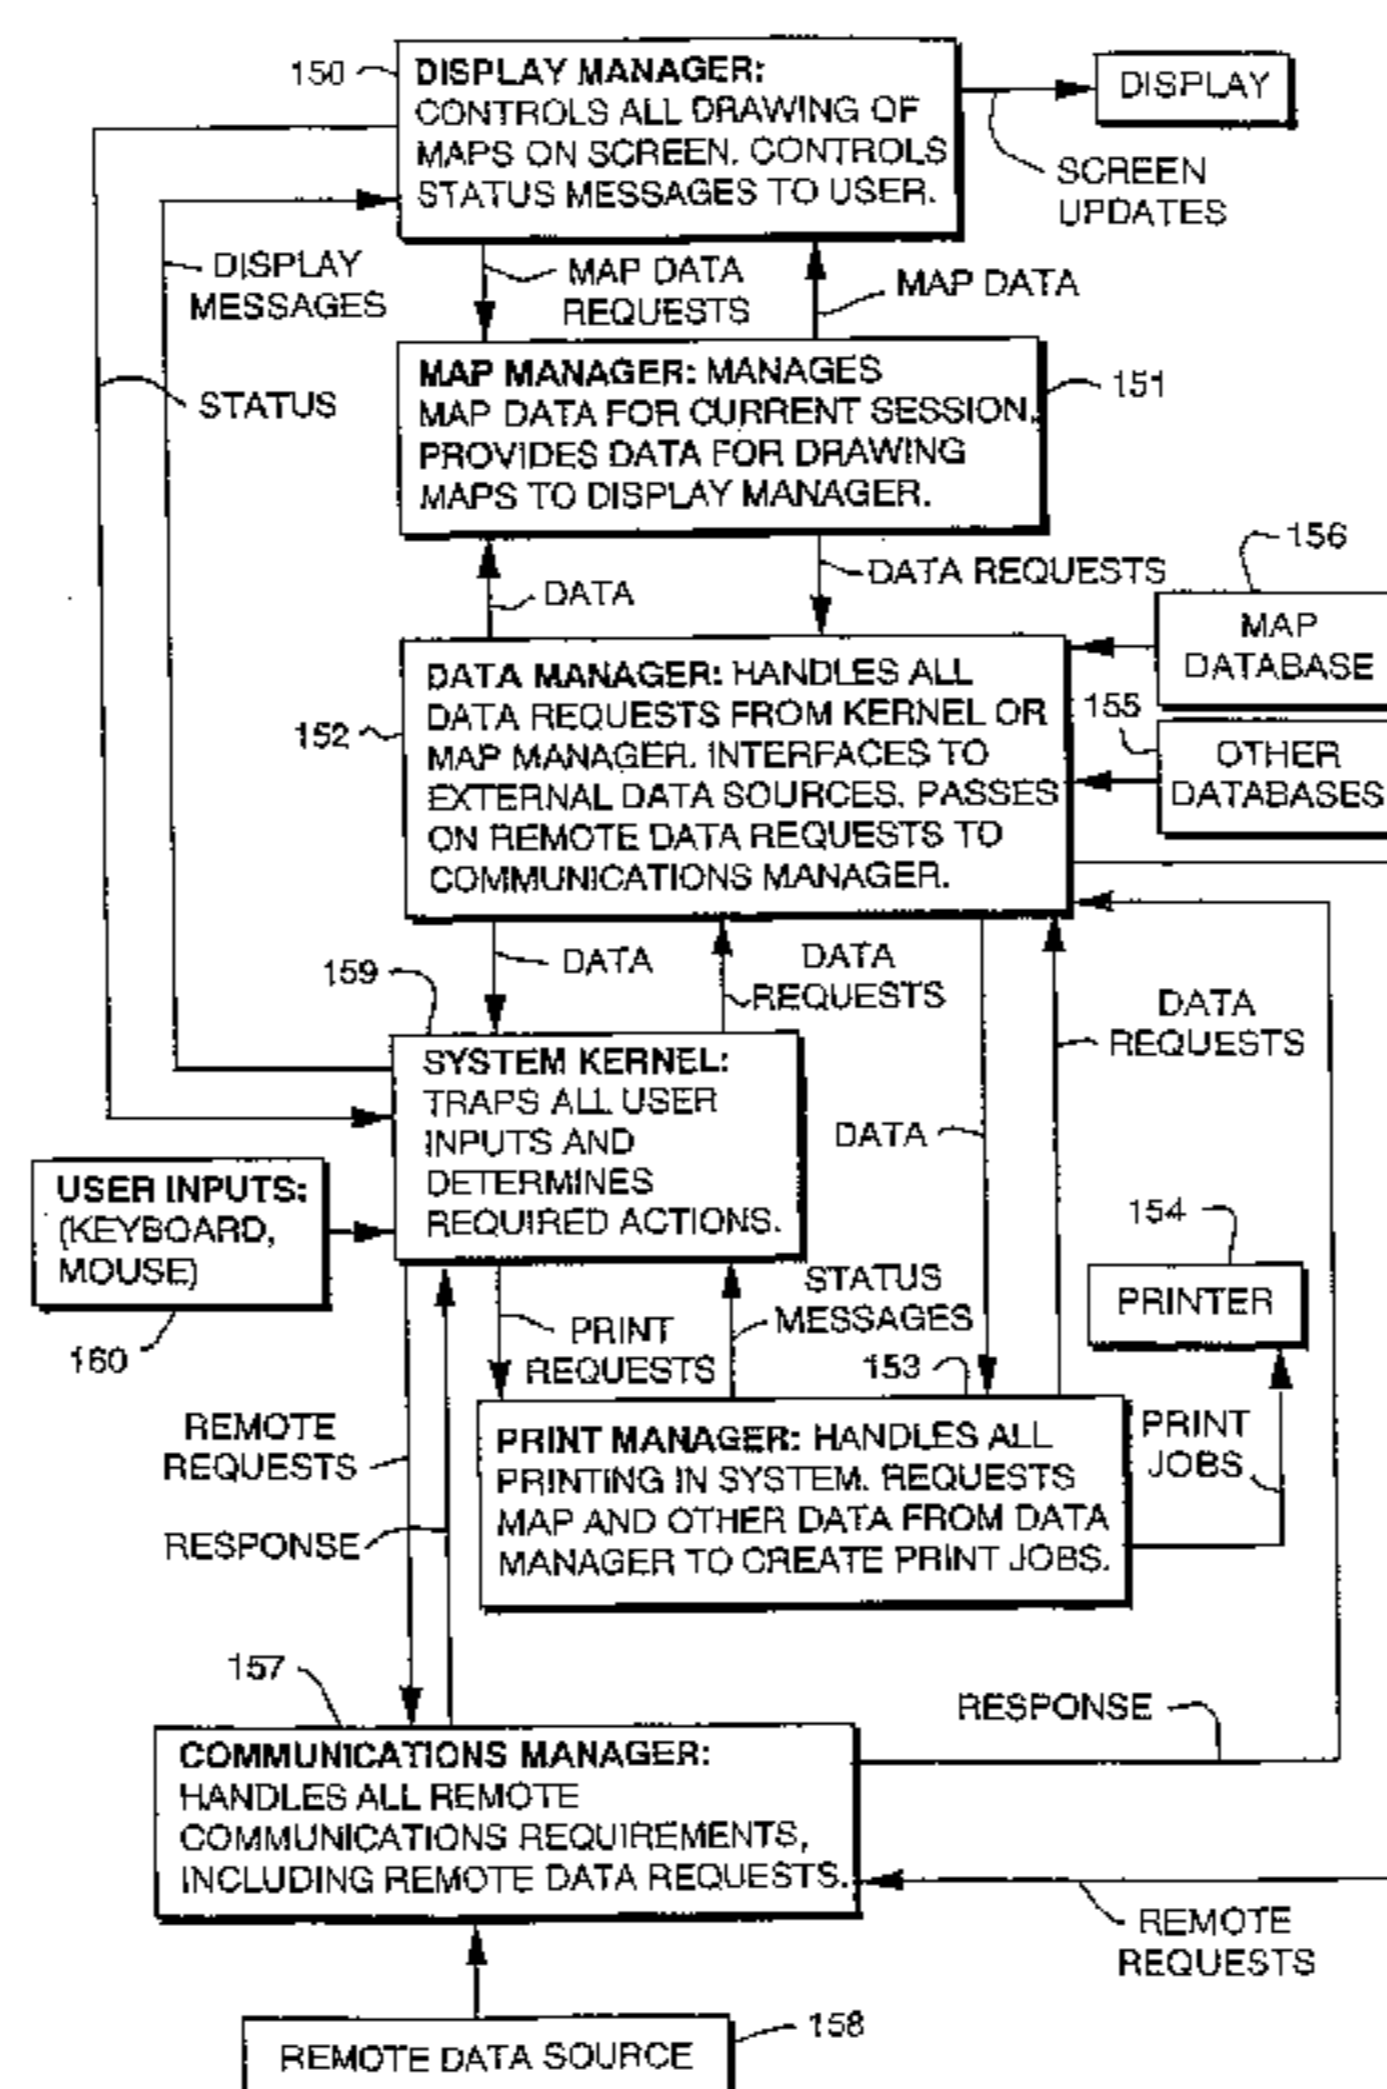 150
DISPLAY MANAGER:
CONTROLS ALL DRAWING OF
MAPS ON SCREEN. CONTROLS
STATUS MESSAGES TO USER.
DISPLAY
SCREEN
UPDATES
DISPLAY
MESSAGES
MAP DATA
REQUESTS
MAP DATA
STATUS
MAP MANAGER: MANAGES
MAP DATA FOR CURRENT SESSION.
PROVIDES DATA FOR DRAWING
MAPS TO DISPLAY MANAGER.
151
DATA
DATA REQUESTS
156
MAP
DATABASE
152
DATA MANAGER: HANDLES ALL
DATA REQUESTS FROM KERNEL OR
MAP MANAGER. INTERFACES TO
EXTERNAL DATA SOURCES. PASSES
ON REMOTE DATA REQUESTS TO
COMMUNICATIONS MANAGER.
155
OTHER
DATABASES
159
DATA
DATA
REQUESTS
DATA
REQUESTS
SYSTEM KERNEL:
TRAPS ALL USER
INPUTS AND
DETERMINES
REQUIRED ACTIONS.
DATA
USER INPUTS:
(KEYBOARD,
MOUSE)
160
154
PRINTER
PRINT
REQUESTS
STATUS
MESSAGES
153
REMOTE
REQUESTS
RESPONSE
PRINT MANAGER: HANDLES ALL
PRINTING IN SYSTEM. REQUESTS
MAP AND OTHER DATA FROM DATA
MANAGER TO CREATE PRINT JOBS.
PRINT
JOBS
157
COMMUNICATIONS MANAGER:
HANDLES ALL REMOTE
COMMUNICATIONS REQUIREMENTS,
INCLUDING REMOTE DATA REQUESTS.
RESPONSE
REMOTE
REQUESTS
158
REMOTE DATA SOURCE